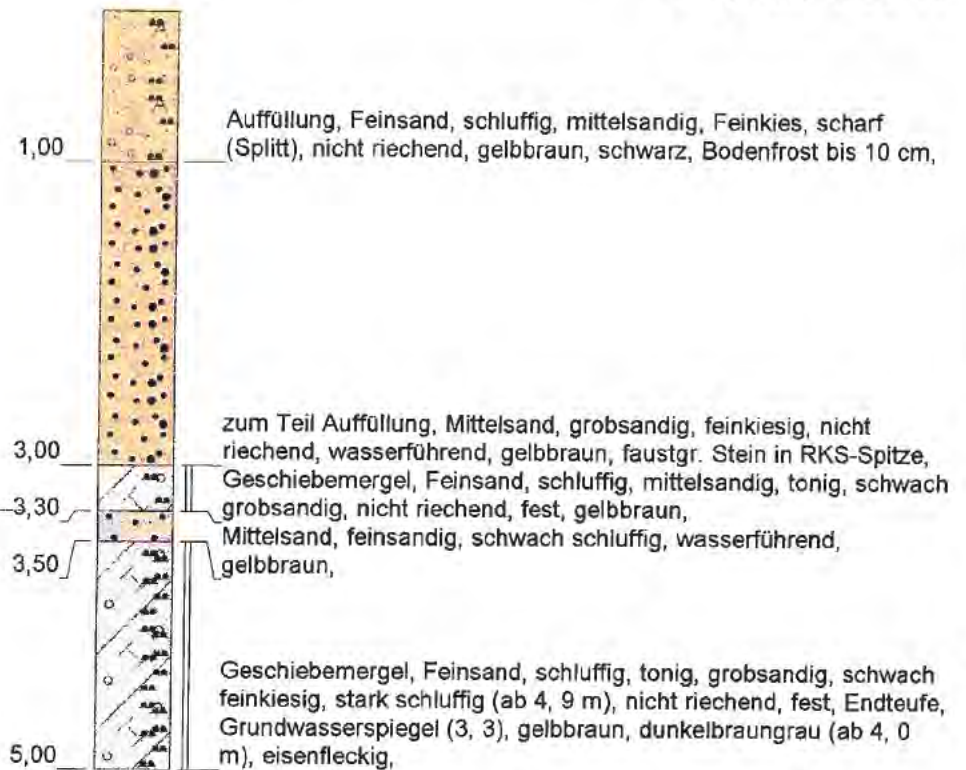 Auffüllung, Feinsand, schluffig, mittelsandig, Feinkies, scharf
1,00
(Splitt), nicht riechend, gelbbraun, schwarz, Bodenfrost bis 10 cm,
zum Teil Auffüllung, Mittelsand, grobsandig, feinkiesig, nicht
3,00
riechend, wasserführend, gelbbraun, faustgr. Stein in RKS-Spitze,
Geschiebemergel, Feinsand, schluffig, mittelsandig, tonig, schwach
3,30
grobsandig, nicht riechend, fest, gelbbraun,
Mittelsand, feinsandig, schwach schluffig, wasserführend,
3,50
gelbbraun,
Geschiebemergel, Feinsand, schluffig, tonig, grobsandig, schwach
feinkiesig, stark schluffig (ab 4, 9 m), nicht riechend, fest, Endteufe,
Grundwasserspiegel (3, 3), gelbbraun, dunkelbraungrau (ab 4, 0
5,00
m), eisenfleckig,